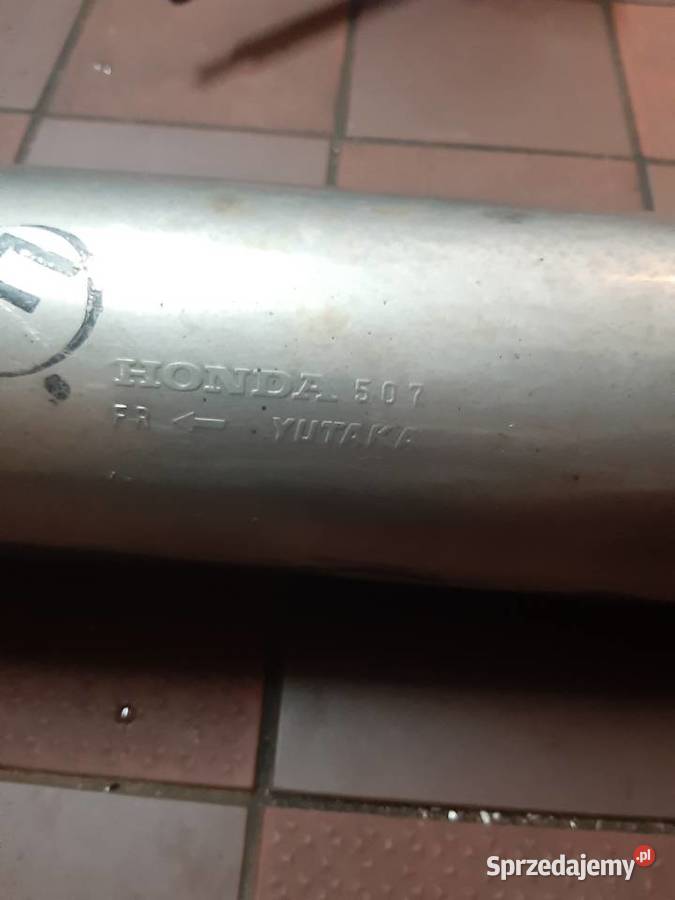 HONDA 507
FR ← YUTAKA
Sprzedajemy.pl